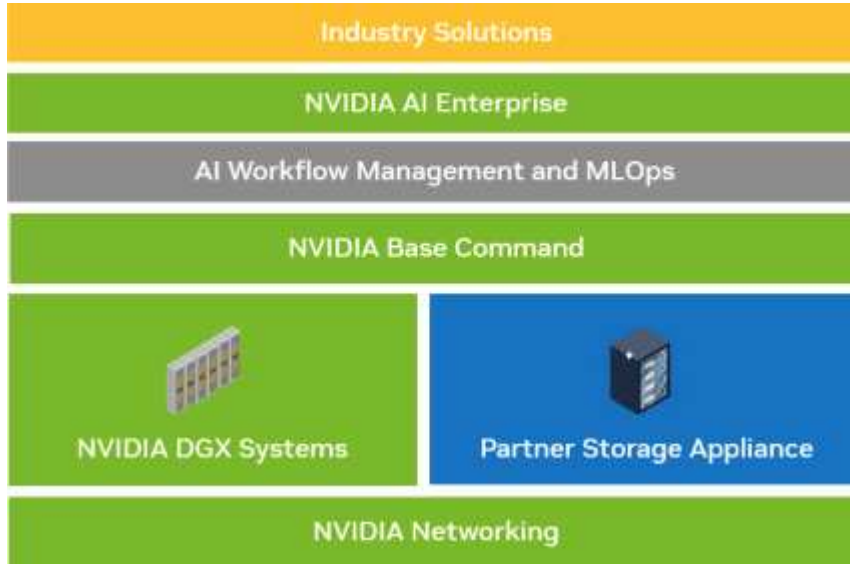 Industry Solutions
NVIDIA AI Enterprise
AI Workflow Management and MLOps
NVIDIA Base Command
NVIDIA DGX Systems
Partner Storage Appliance
NVIDIA Networking